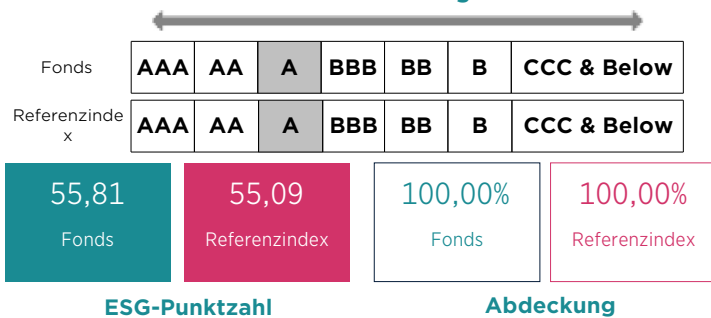 Fonds AAA AA A BBB BB B CCC & Below
Referenzinde
x AAA AA A BBB BB B CCC & Below
55,81 55,09 100,00% 100,00%
Fonds Referenzindex Fonds Referenzindex
ESG-Punktzahl Abdeckung